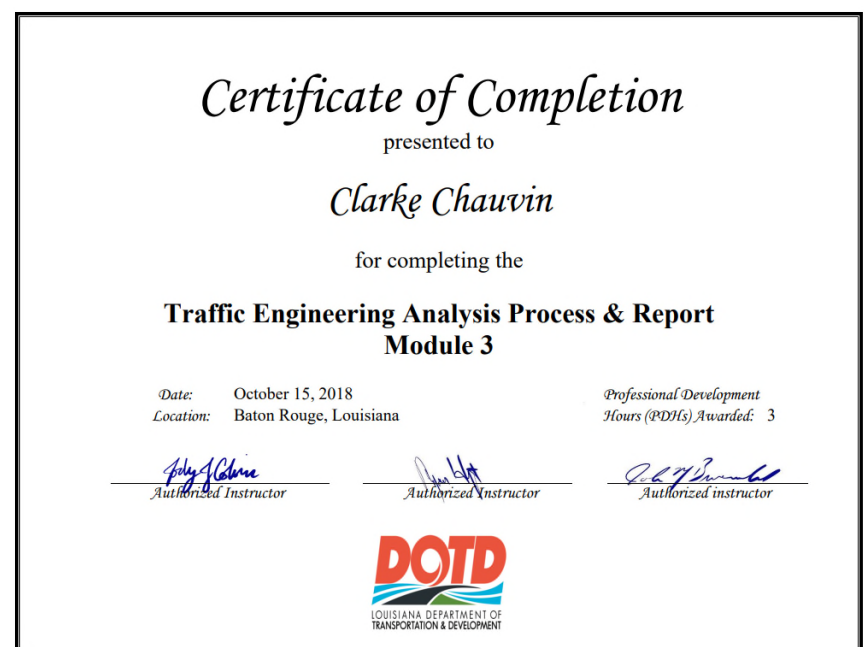 Certificate of Completion
presented to
Clarke Chauvin
for completing the
Traffic Engineering Analysis Process & Report
Module 3
Date: October 15, 2018
Location: Baton Rouge, Louisiana
Professional Development
Hours (PDHs) Awarded: 3
Authorized Instructor
Authorized Instructor
Authorized instructor
DOTD
LOUISIANA DEPARTMENT OF
TRANSPORTATION & DEVELOPMENT